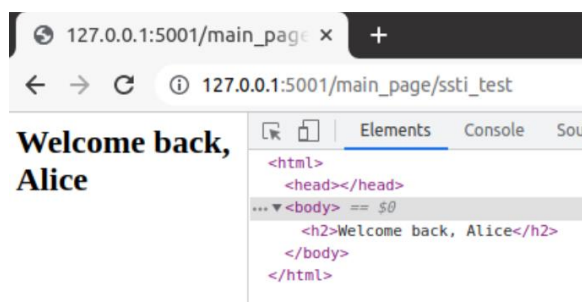 127.0.0.1:5001/main_page
127.0.0.1:5001/main_page/ssti_test
Welcome back,
Alice
Elements Console Sou
<html>
<head></head>
... ▼<body> == $0
<h2>Welcome back, Alice</h2>
</body>
</html>